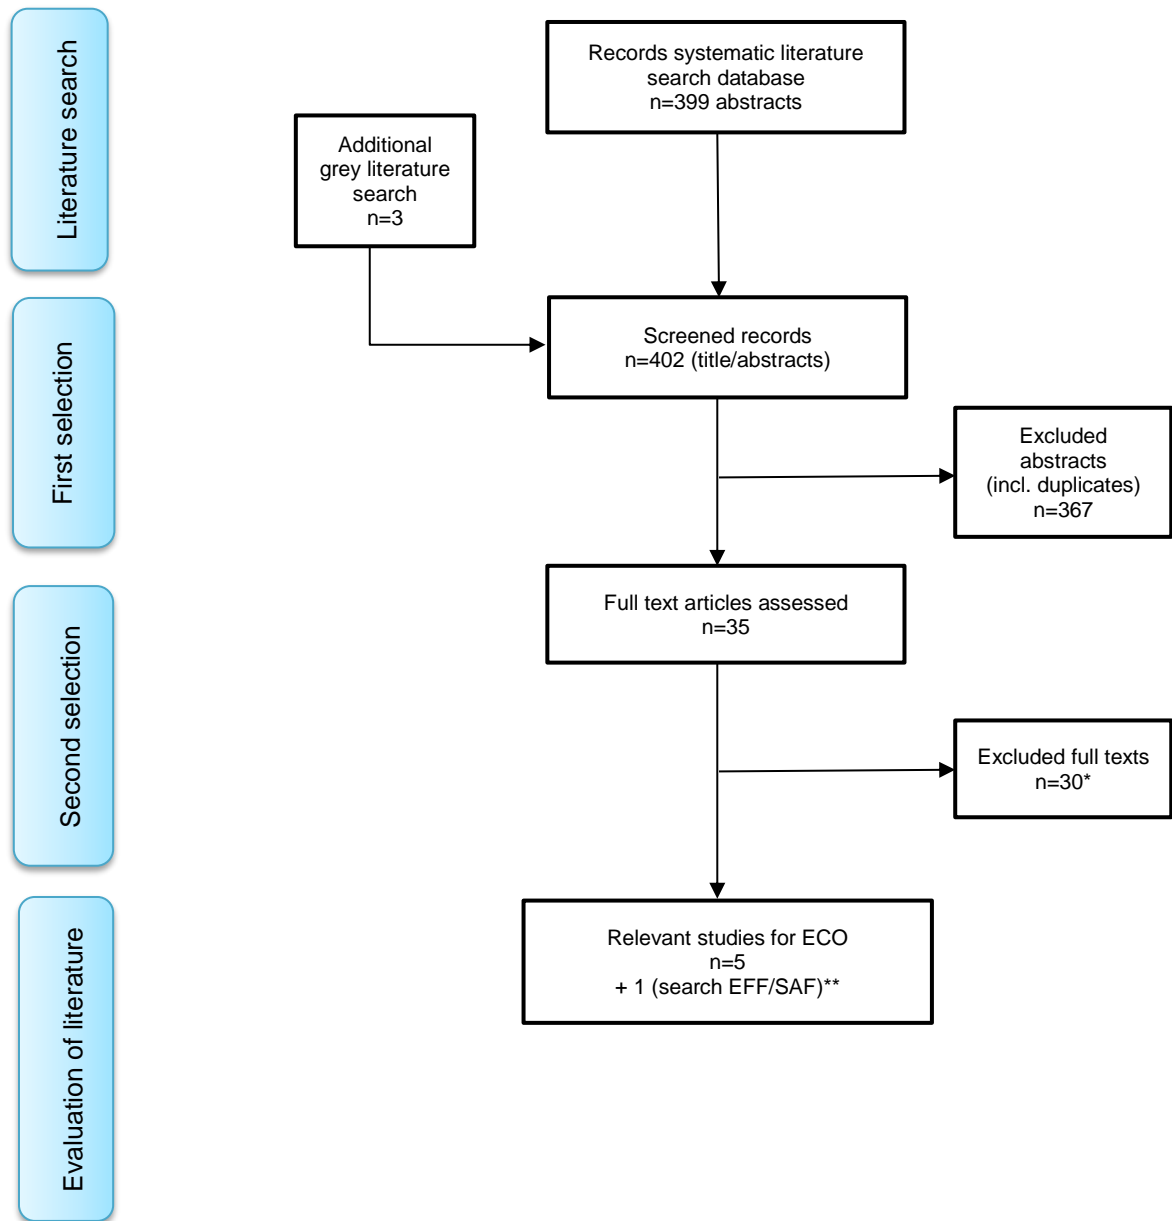 Literature search
Records systematic literature
search database
n=399 abstracts
Additional
grey literature
search
n=3
First selection
Screened records
n=402 (title/abstracts)
Excluded
abstracts
(incl. duplicates)
n=367
Second selection
Full text articles assessed
n=35
Excluded full texts
n=30*
Evaluation of literature
Relevant studies for ECO
n=5
+ 1 (search EFF/SAF)**